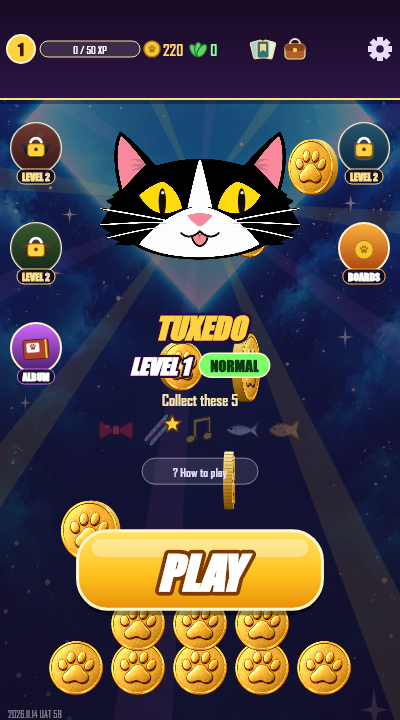 1
0 / 50 XP
220
0
LEVEL 2
LEVEL 2
LEVEL 2
BOARDS
ALBUM
TUXEDO
LEVEL 1 NORMAL
Collect these 5
? How to play
PLAY
2026.11.14 UAT 58